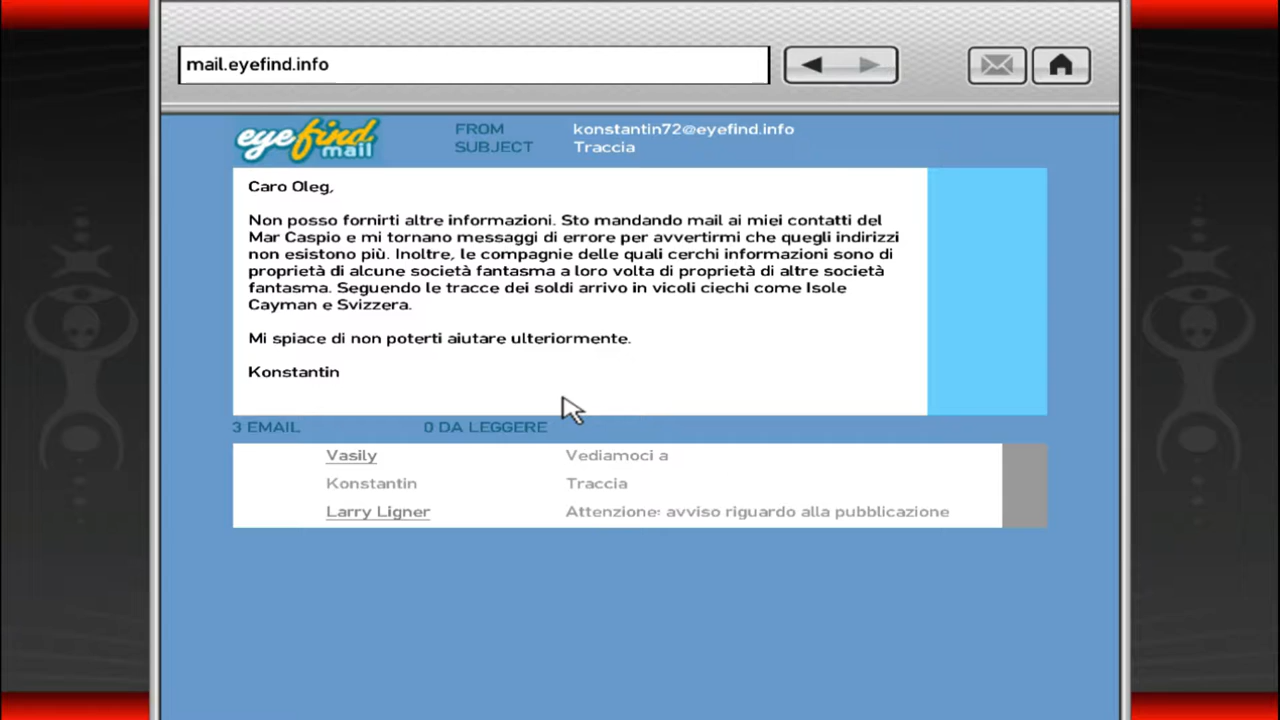 mail.eyefind.info
eyefind mail
FROM konstantin72@eyefind.info
SUBJECT Traccia
Caro Oleg,
Non posso fornirti altre informazioni. Sto mandando mail ai miei contatti del
Mar Caspio e mi tornano messaggi di errore per avvertirmi che quegli indirizzi
non esistono più. Inoltre, le compagnie delle quali cerchi informazioni sono di
proprietà di alcune società fantasma a loro volta di proprietà di altre società
fantasma. Seguendo le tracce dei soldi arrivo in vicoli ciechi come Isole
Cayman e Svizzera.
Mi spiace di non poterti aiutare ulteriormente.
Konstantin
3 EMAIL 0 DA LEGGERE
Vasily Vediamoci a
Konstantin Traccia
Larry Ligner Attenzione: avviso riguardo alla pubblicazione